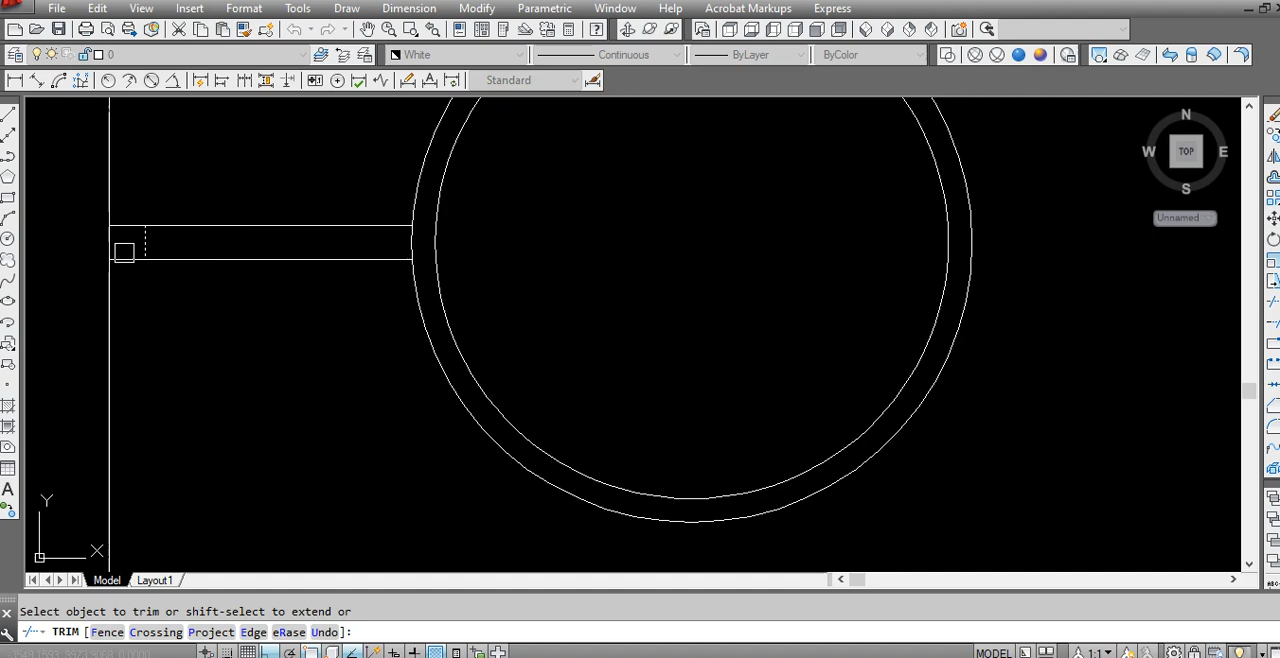 File Edit View Insert Format Tools Draw Dimension Modify Parametric Window Help Acrobat Markups Express
0 White Continuous ByLayer ByColor
Standard
N
W TOP E
S
Unnamed
Y
X
Model Layout1
Select object to trim or shift-select to extend or
TRIM [Fence Crossing Project Edge eRase Undo]:
MODEL 1:1